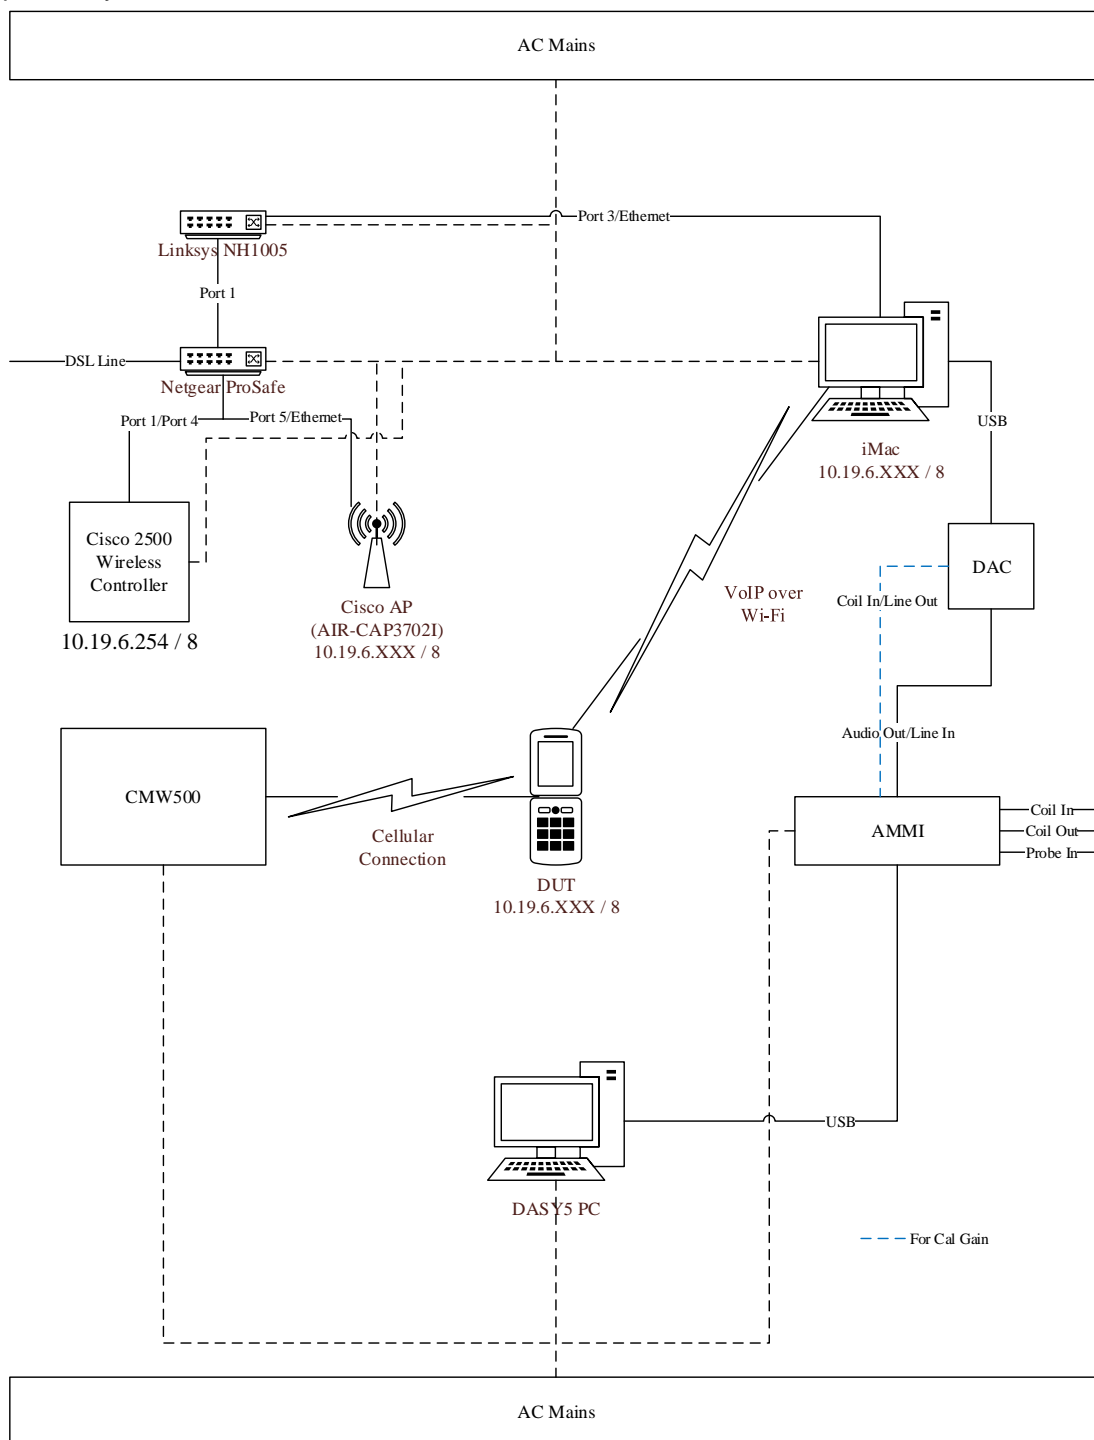 AC Mains
Port 3/Ethernet
Linksys NH1005
Port 1
DSL Line
Netgear ProSafe
Port 1/Port 4
Port 5/Ethernet
USB
iMac
10.19.6.XXX / 8
Cisco 2500
Wireless
Controller
10.19.6.254 / 8
Cisco AP
(AIR-CAP3702I)
10.19.6.XXX / 8
VoIP over
Wi-Fi
DAC
Coil In/Line Out
Audio Out/Line In
CMW500
Cellular
Connection
DUT
10.19.6.XXX / 8
AMMI
Coil In
Coil Out
Probe In
USB
DASY5 PC
For Cal Gain
AC Mains